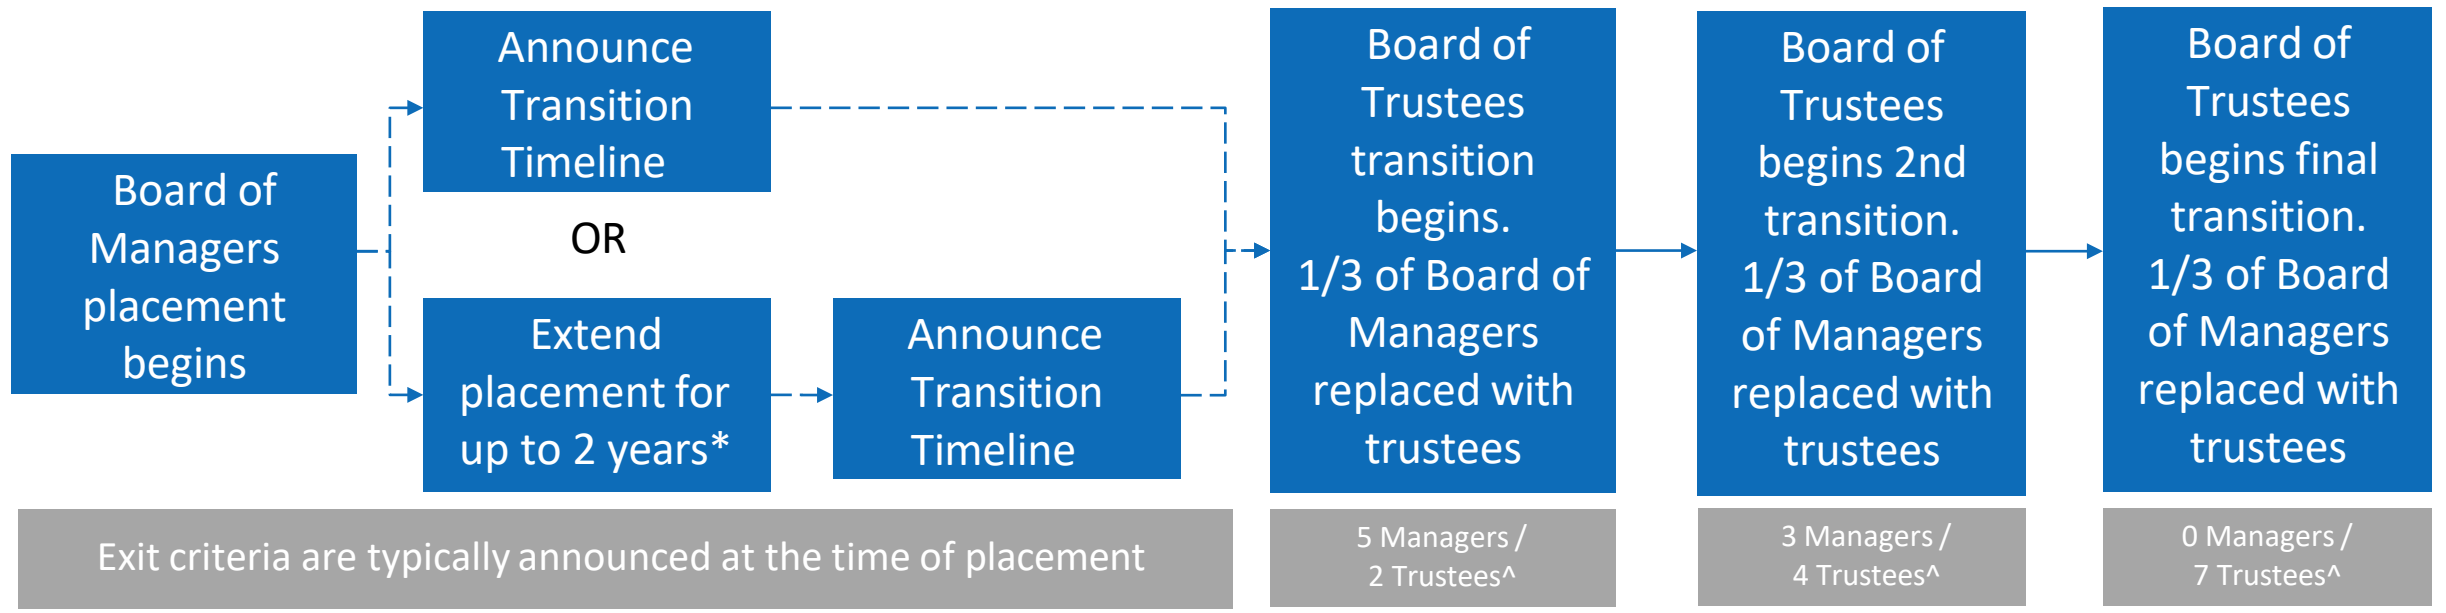 Board of
Managers
placement
begins
Announce
Transition
Timeline
OR
Extend
placement for
up to 2 years*
Announce
Transition
Timeline
Board of
Trustees
transition
begins.
1/3 of Board of
Managers
replaced with
trustees
Board of
Trustees
begins 2nd
transition.
1/3 of Board
of Managers
replaced with
trustees
Board of
Trustees
begins final
transition.
1/3 of Board
of Managers
replaced with
trustees
Exit criteria are typically announced at the time of placement
5 Managers /
2 Trustees^
3 Managers /
4 Trustees^
0 Managers /
7 Trustees^